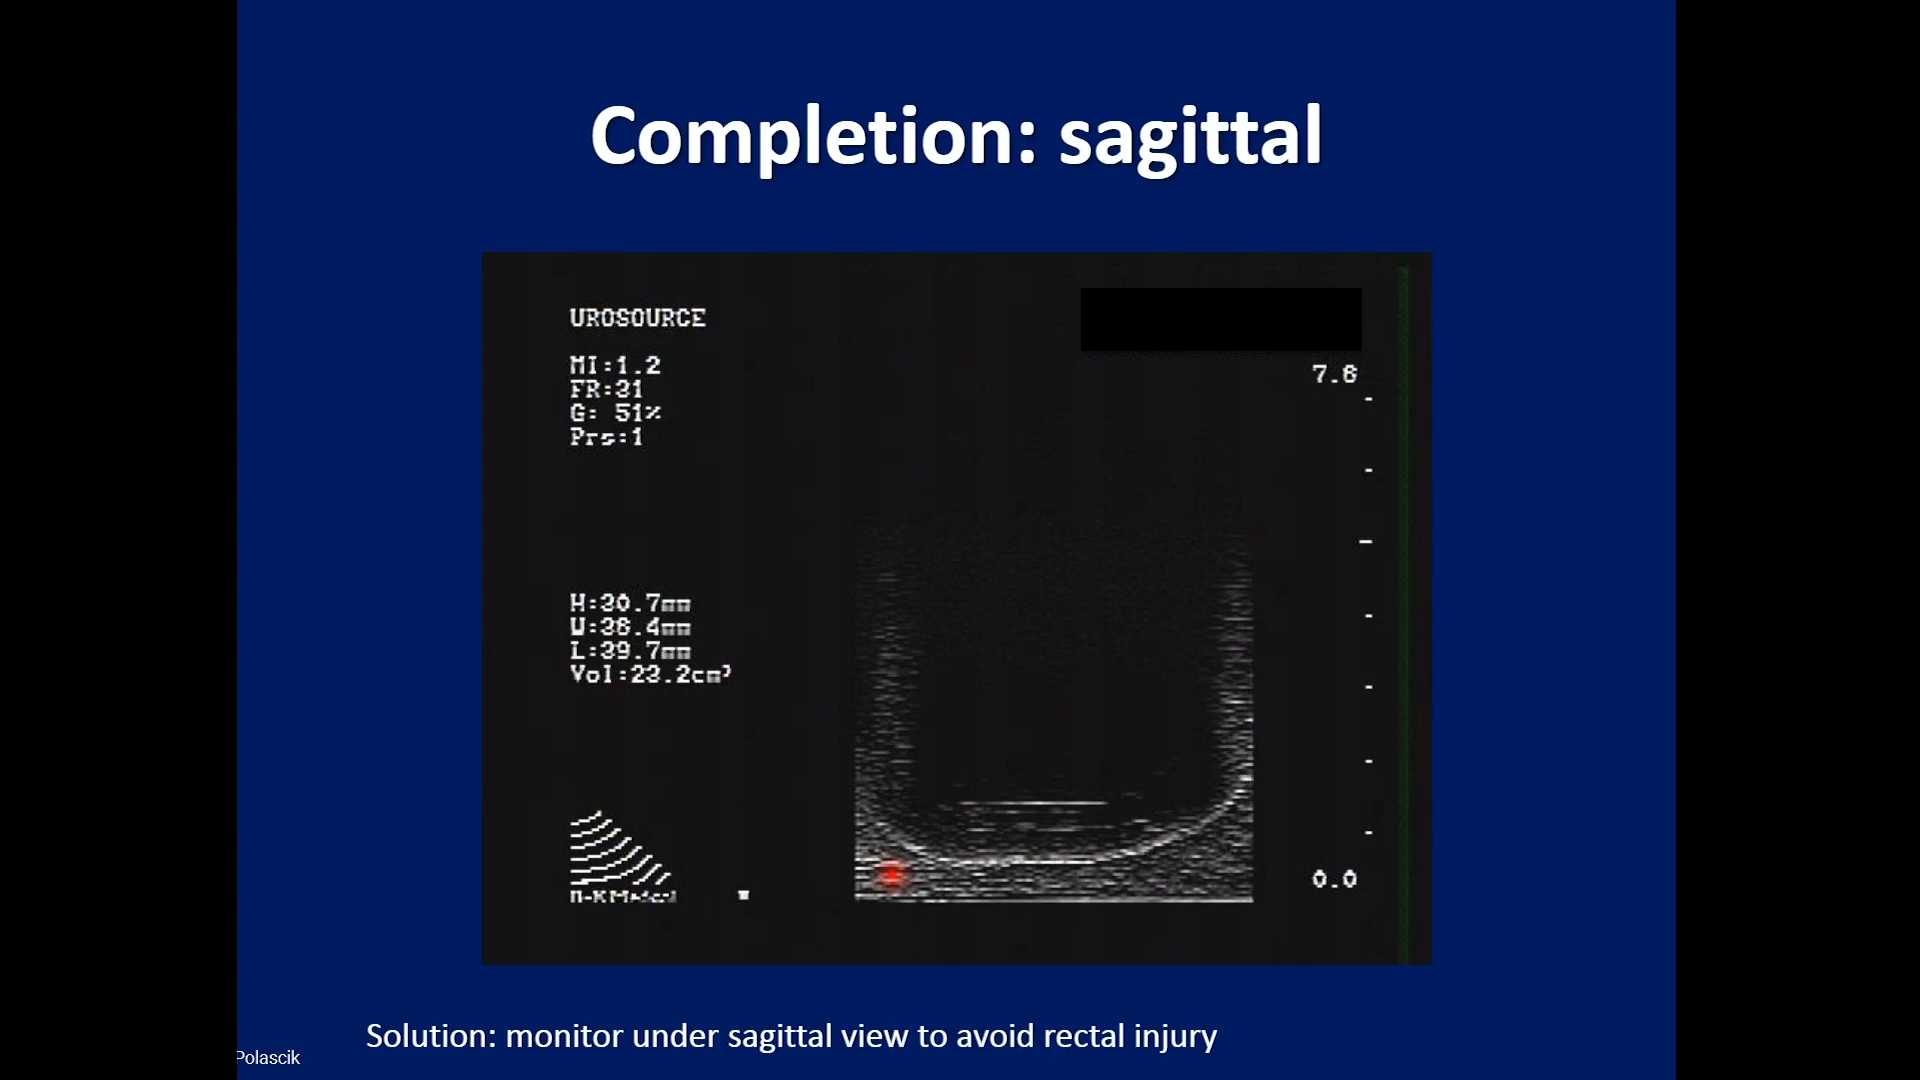 Completion: sagittal
UROSOURCE
MI:1.2
FR:31
G: 51%
Prs:1
7.6
H:30.7mm
W:38.4mm
L:39.7mm
Vol:23.2cm³
B-K Medical
0.0
Solution: monitor under sagittal view to avoid rectal injury
Polascik